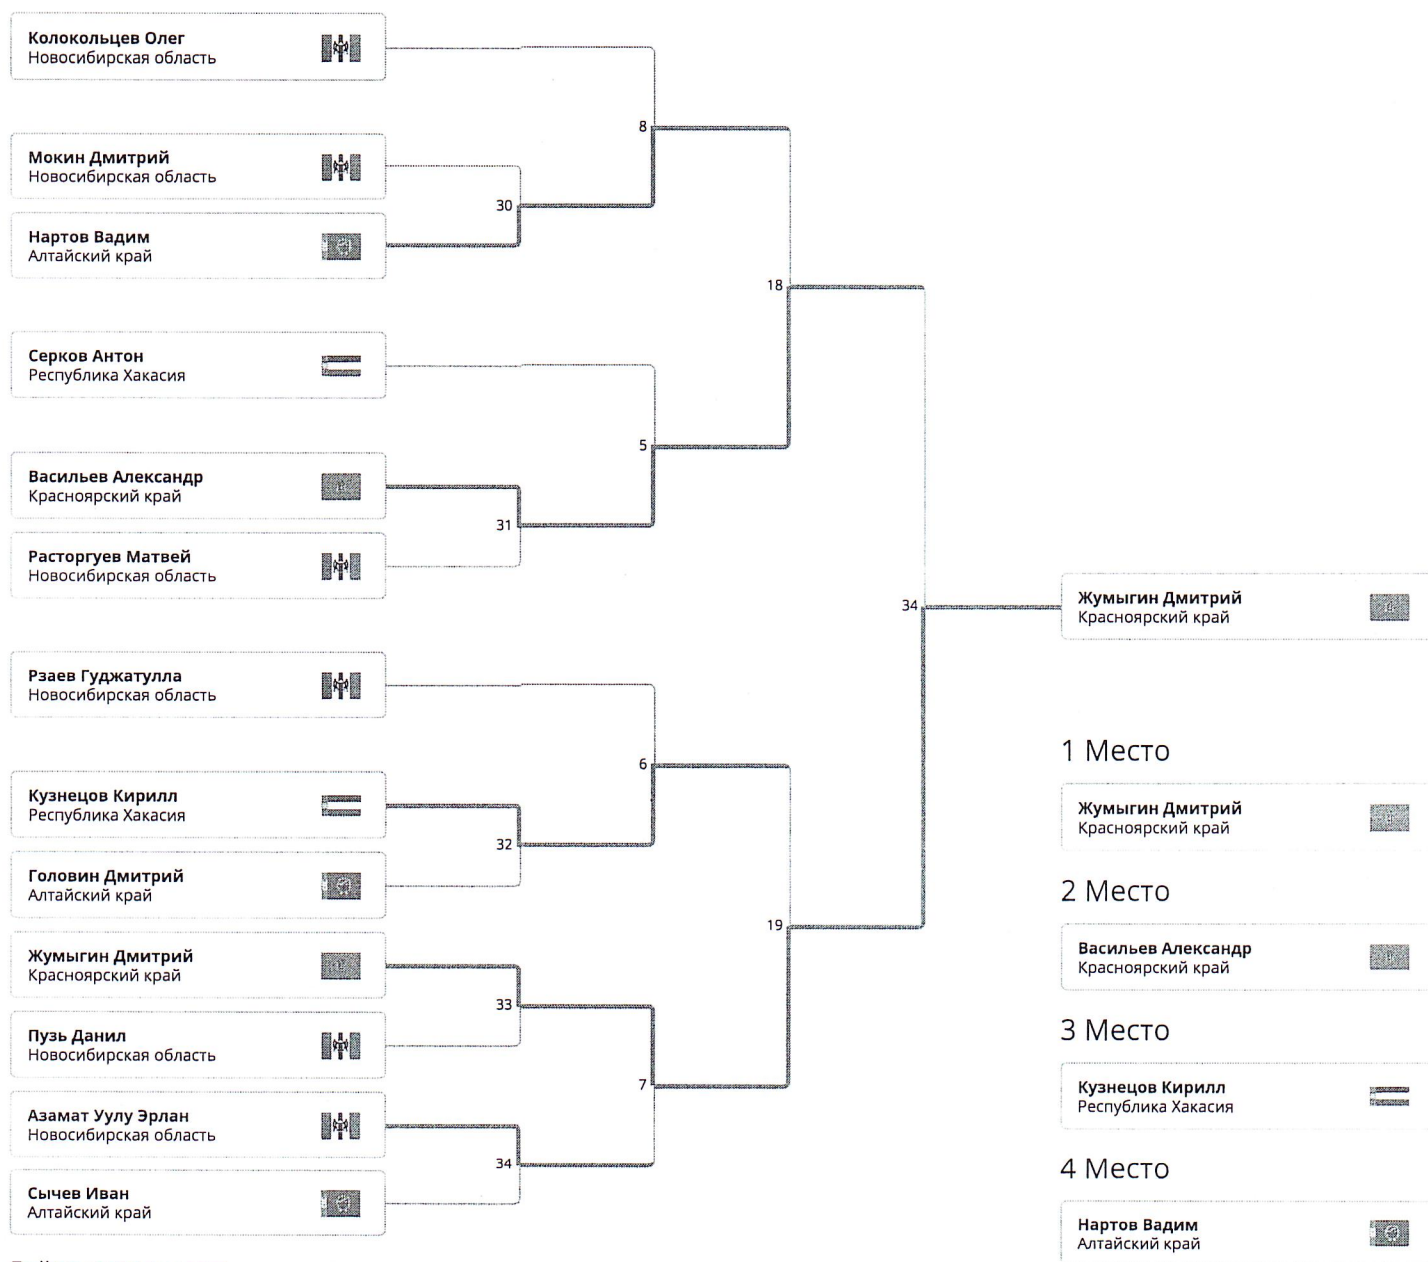 Колокольцев Олег
Новосибирская область
8
Мокин Дмитрий
Новосибирская область
30
Нартов Вадим
Алтайский край
18
Серков Антон
Республика Хакасия
5
Васильев Александр
Красноярский край
31
Расторгуев Матвей
Новосибирская область
34
Жумыгин Дмитрий
Красноярский край
Рзаев Гуджатулла
Новосибирская область
6
Кузнецов Кирилл
Республика Хакасия
32
Головин Дмитрий
Алтайский край
19
Жумыгин Дмитрий
Красноярский край
33
Пузь Данил
Новосибирская область
7
Азамат Уулу Эрлан
Новосибирская область
34
Сычев Иван
Алтайский край
1 Место
Жумыгин Дмитрий
Красноярский край
2 Место
Васильев Александр
Красноярский край
3 Место
Кузнецов Кирилл
Республика Хакасия
4 Место
Нартов Вадим
Алтайский край